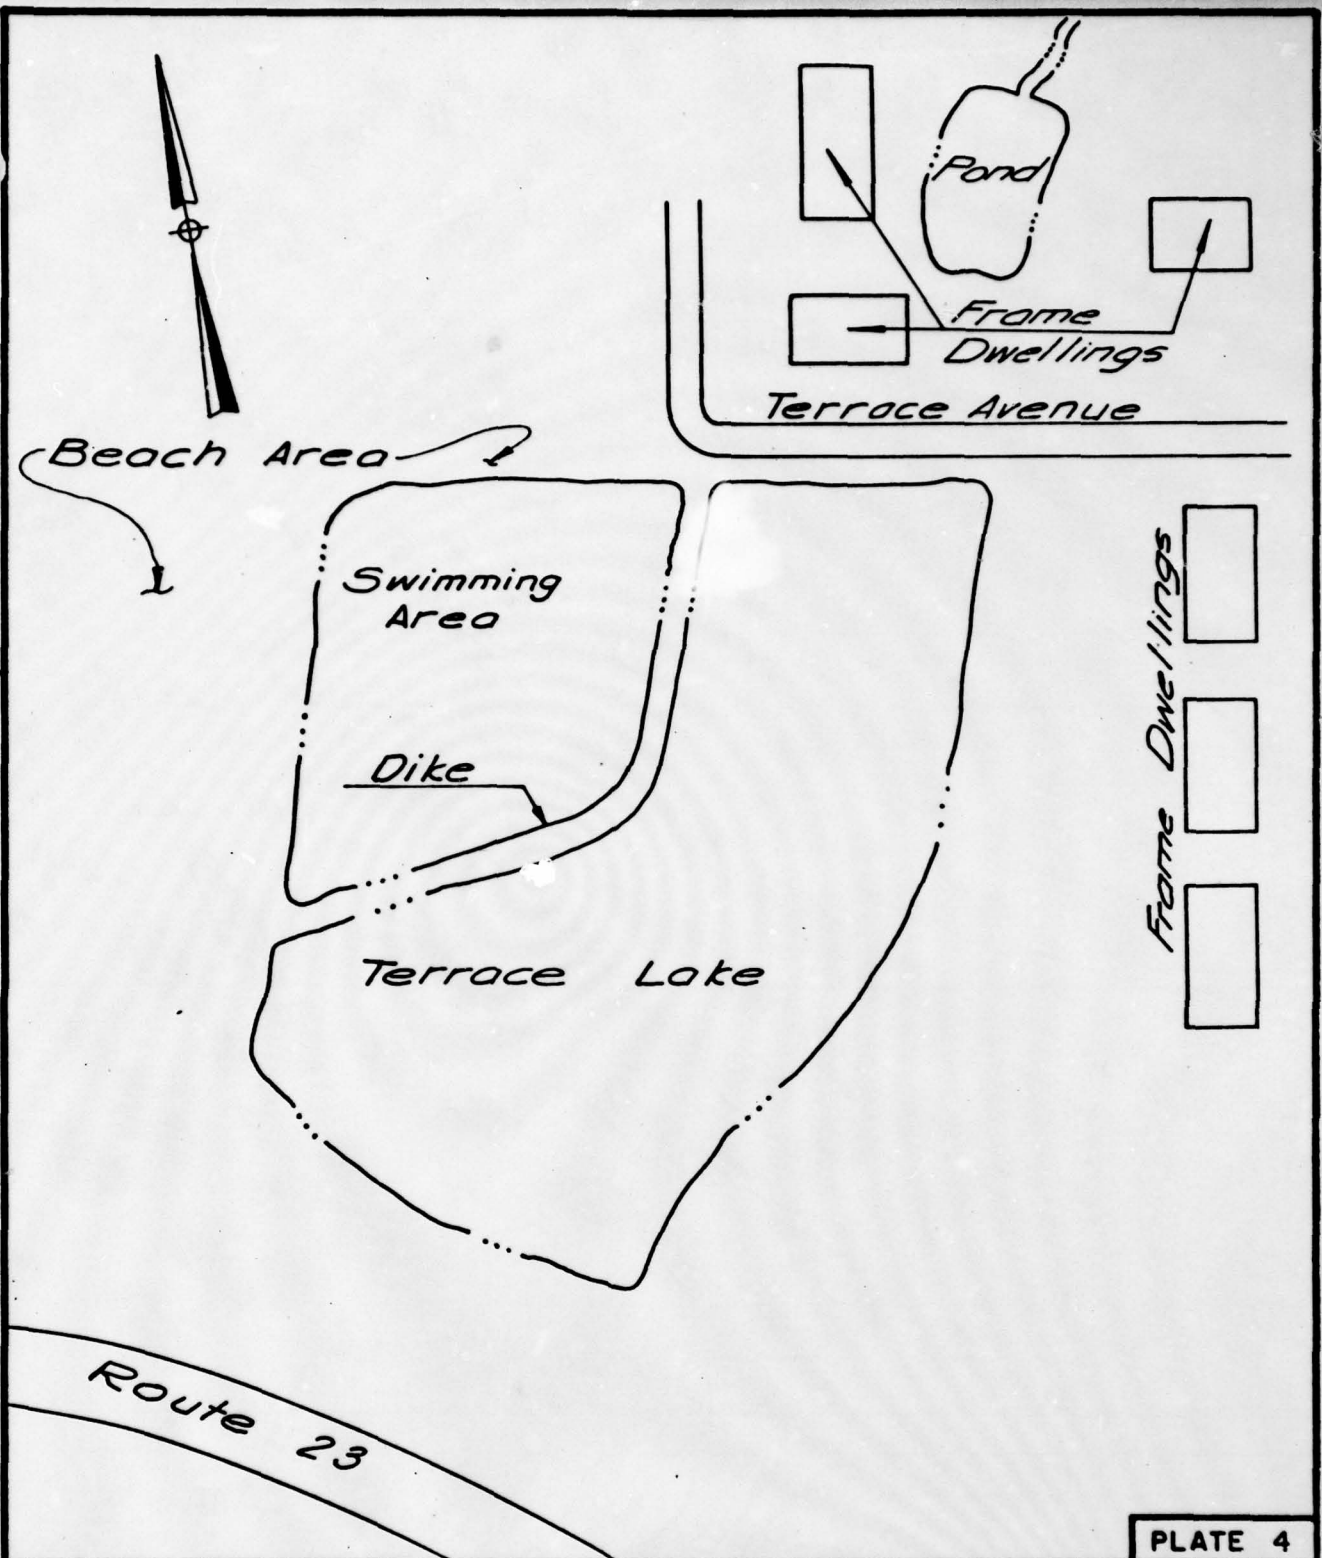 Pond
Frame
Dwellings
Terrace Avenue
Beach Area
Swimming
Area
Frame Dwellings
Dike
Terrace Lake
Route 23
PLATE 4